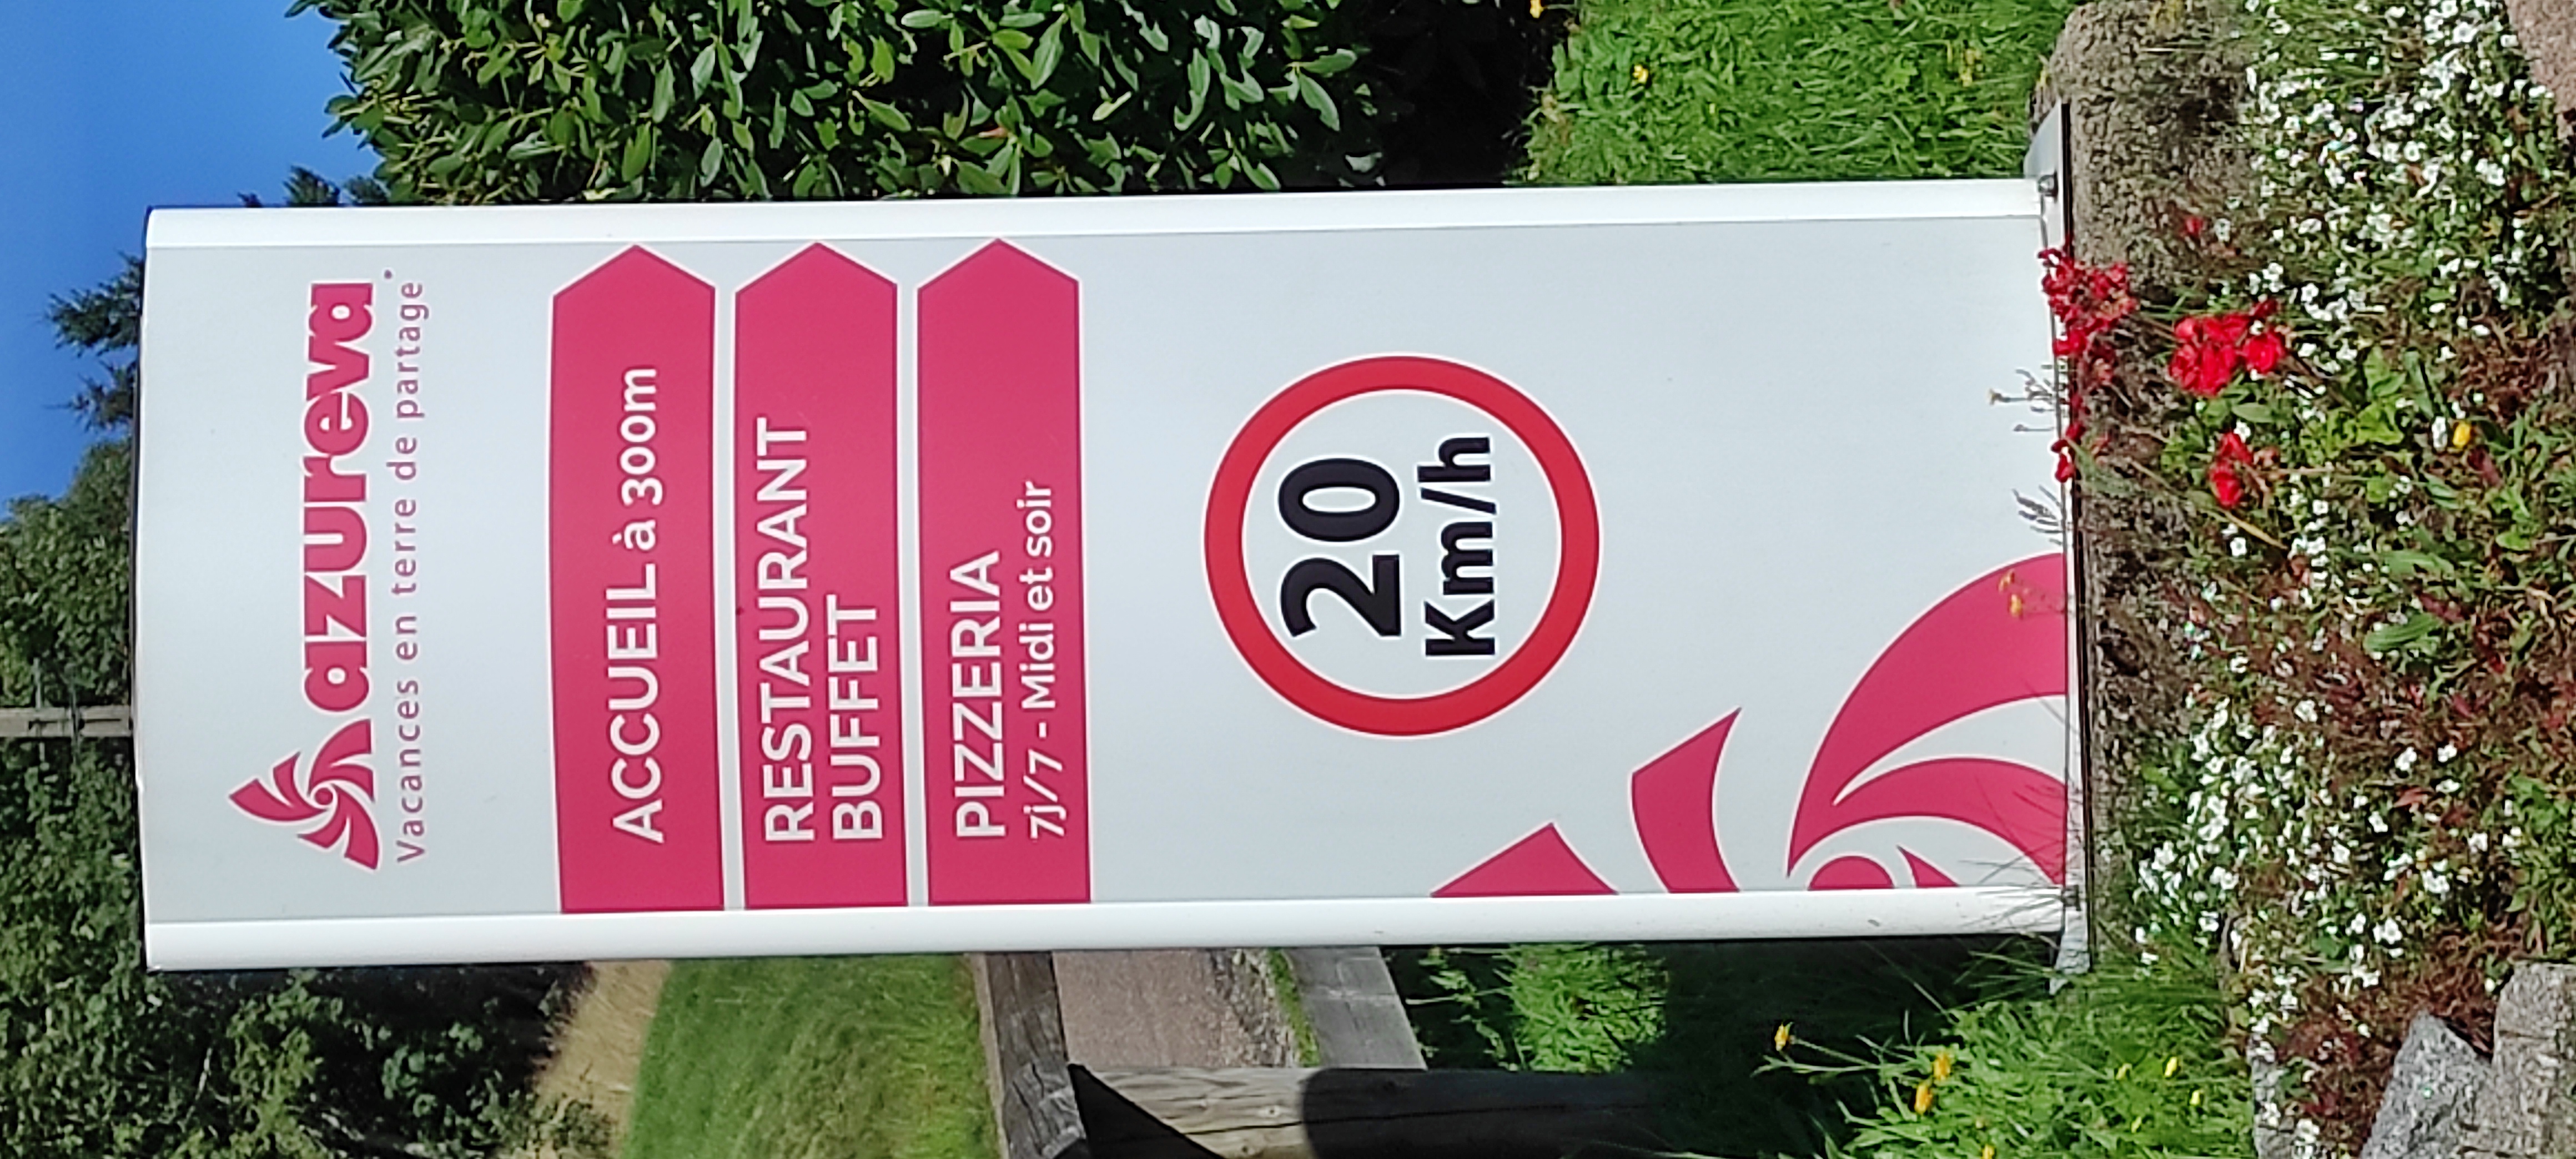 azureva
Vacances en terre de partage
ACCUEIL à 300m
RESTAURANT
BUFFET
PIZZERIA
7j/7 - Midi et soir
20
Km/h